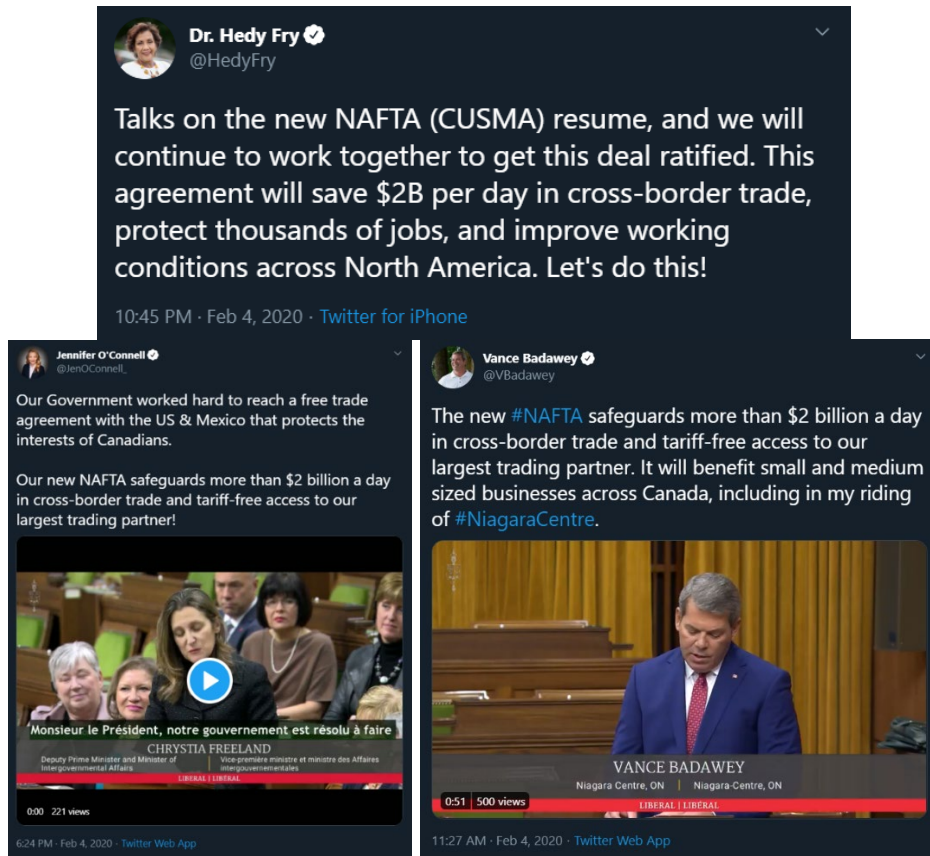 Dr. Hedy Fry
@HedyFry
Talks on the new NAFTA (CUSMA) resume, and we will
continue to work together to get this deal ratified. This
agreement will save $2B per day in cross-border trade,
protect thousands of jobs, and improve working
conditions across North America. Let's do this!
10:45 PM · Feb 4, 2020 · Twitter for iPhone
Jennifer O'Connell
@JenOConnell_
Our Government worked hard to reach a free trade
agreement with the US & Mexico that protects the
interests of Canadians.
Our new NAFTA safeguards more than $2 billion a day
in cross-border trade and tariff-free access to our
largest trading partner!
Monsieur le Président, notre gouvernement est résolu à faire
CHRYSTIA FREELAND
Deputy Prime Minister and Minister of
Intergovernmental Affairs
Vice-première ministre et ministre des Affaires
intergouvernementales
LIBERAL | LIBÉRAL
0:00 221 views
6:24 PM · Feb 4, 2020 · Twitter Web App
Vance Badawey
@VBadawey
The new #NAFTA safeguards more than $2 billion a day
in cross-border trade and tariff-free access to our
largest trading partner. It will benefit small and medium
sized businesses across Canada, including in my riding
of #NiagaraCentre.
VANCE BADAWEY
Niagara Centre, ON | Niagara-Centre, ON
LIBERAL | LIBÉRAL
0:51 500 views
11:27 AM · Feb 4, 2020 · Twitter Web App